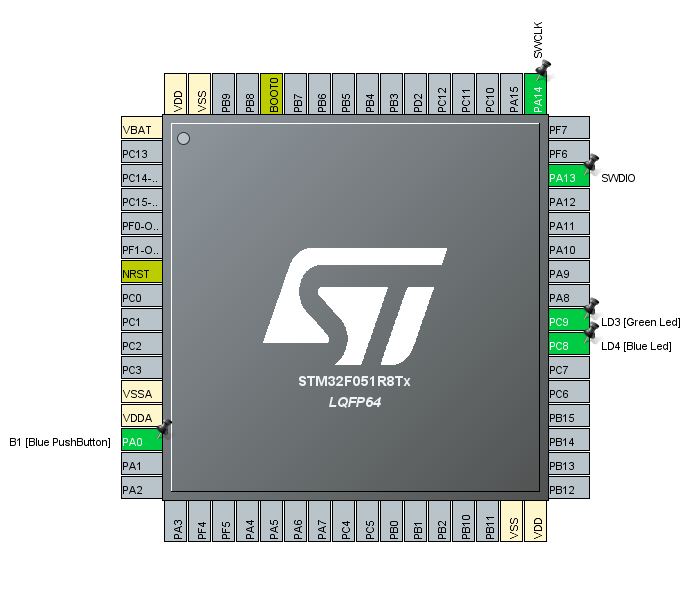 SWCLK
VDD
VSS
PB9
PB8
BOOT0
PB7
PB6
PB5
PB4
PB3
PD2
PC12
PC11
PC10
PA15
PA14
VBAT
PC13
PC14-..
PC15-..
PF0-O..
PF1-O..
NRST
PC0
PC1
PC2
PC3
VSSA
VDDA
B1 [Blue PushButton]
PA0
PA1
PA2
PF7
PF6
PA13
SWDIO
PA12
PA11
PA10
PA9
PA8
PC9
LD3 [Green Led]
PC8
LD4 [Blue Led]
PC7
PC6
PB15
PB14
PB13
PB12
ST
STM32F051R8Tx
LQFP64
PA3
PF4
PF5
PA4
PA5
PA6
PA7
PC4
PC5
PB0
PB1
PB2
PB10
PB11
VSS
VDD